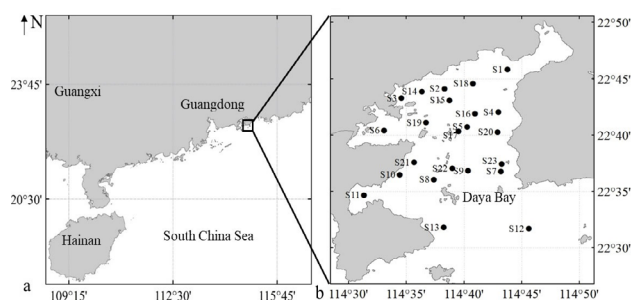 N
23°45'
20°30'
Guangxi
Guangdong
Hainan
South China Sea
a
109°15'
112°30'
115°45'
22°50'
22°45'
22°40'
22°35'
22°30'
S1
S18
S2
S14
S3
S15
S16
S4
S19
S5
S6
S17
S20
S21
S23
S22
S9
S7
S10
S8
S11
Daya Bay
S13
S12
b
114°30'
114°35'
114°40'
114°45'
114°50'